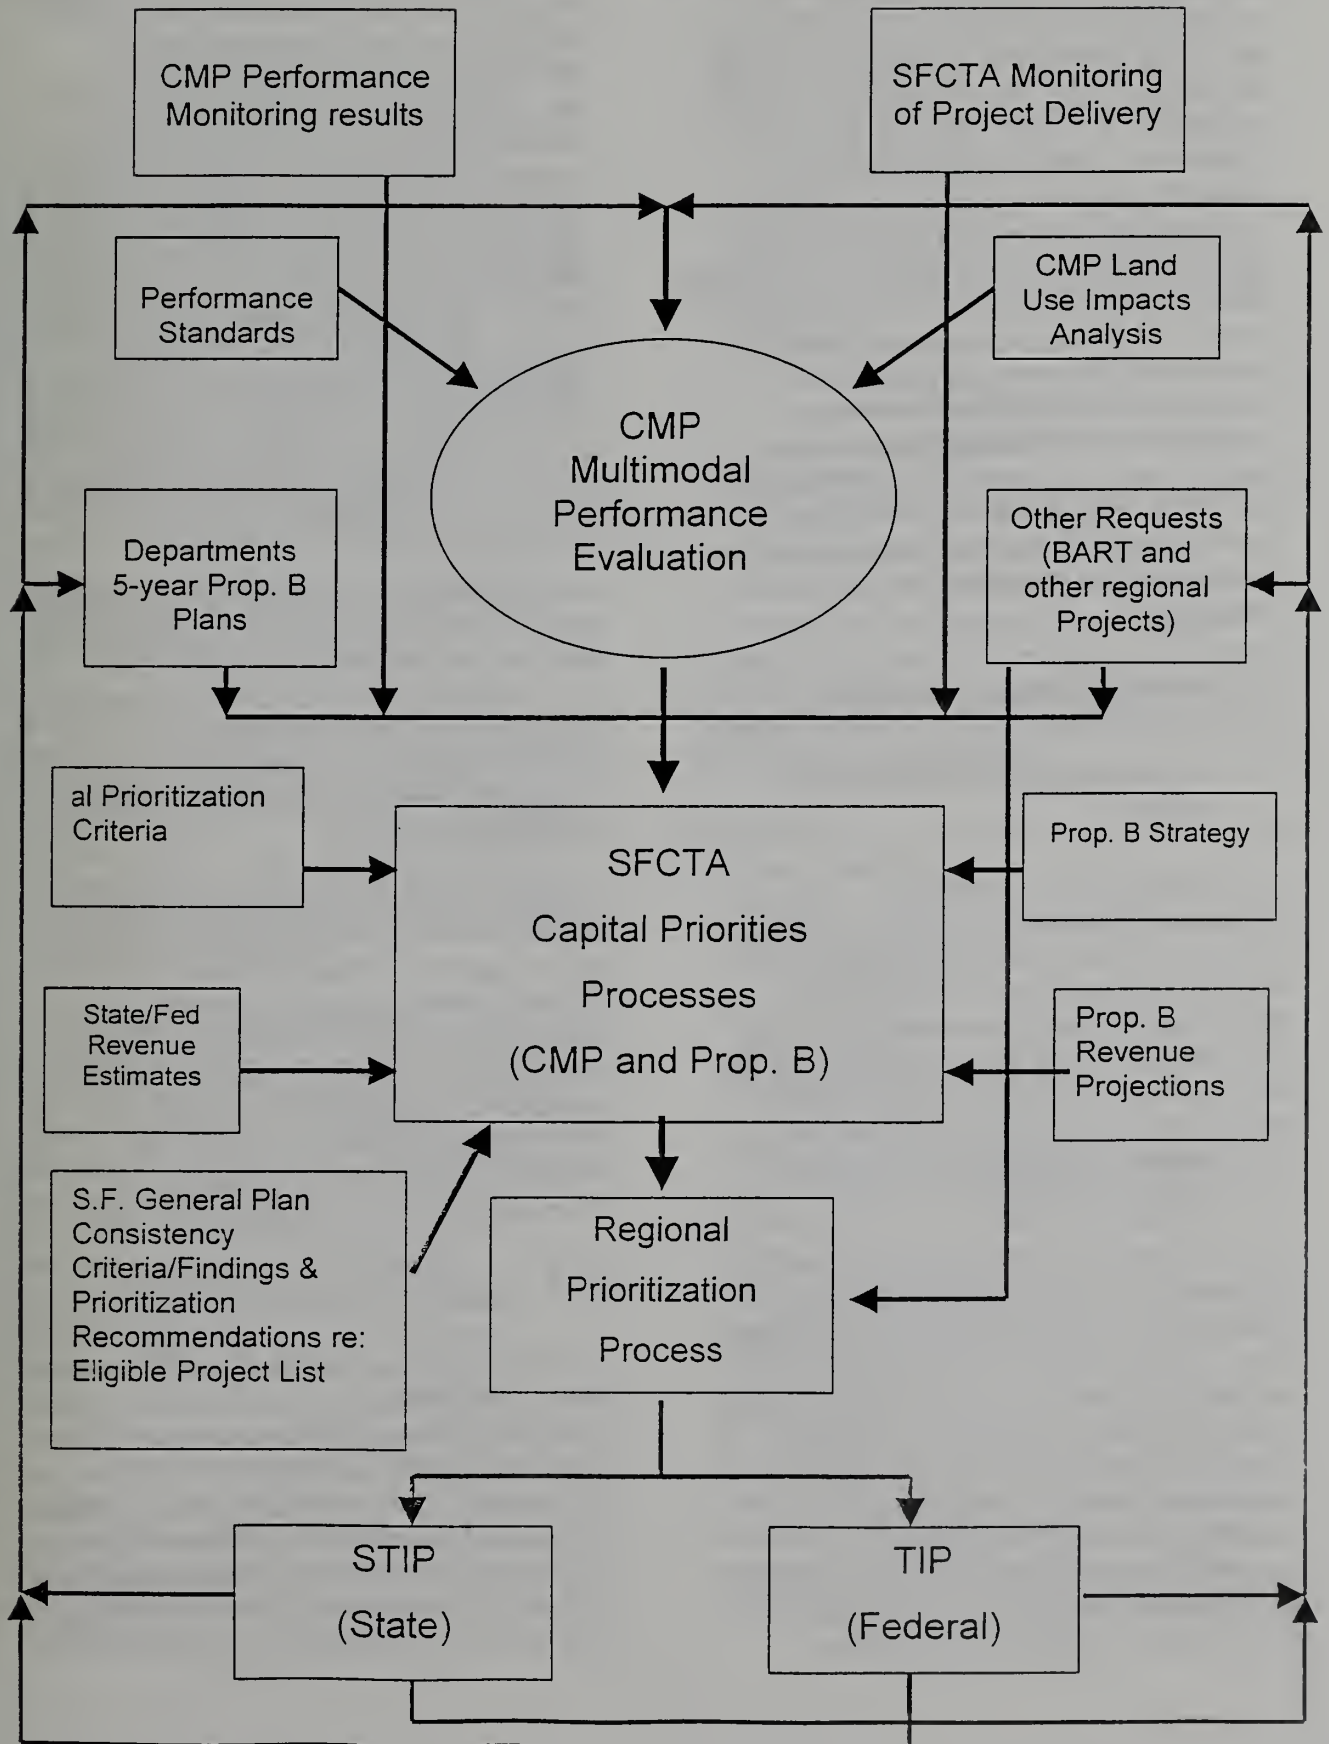 CMP Performance
Monitoring results
SFCTA Monitoring
of Project Delivery
Performance
Standards
CMP Land
Use Impacts
Analysis
CMP
Multimodal
Performance
Evaluation
Departments
5-year Prop. B
Plans
Other Requests
(BART and
other regional
Projects)
al Prioritization
Criteria
SFCTA
Capital Priorities
Processes
(CMP and Prop. B)
Prop. B Strategy
State/Fed
Revenue
Estimates
Prop. B
Revenue
Projections
S.F. General Plan
Consistency
Criteria/Findings &
Prioritization
Recommendations re:
Eligible Project List
Regional
Prioritization
Process
STIP
(State)
TIP
(Federal)